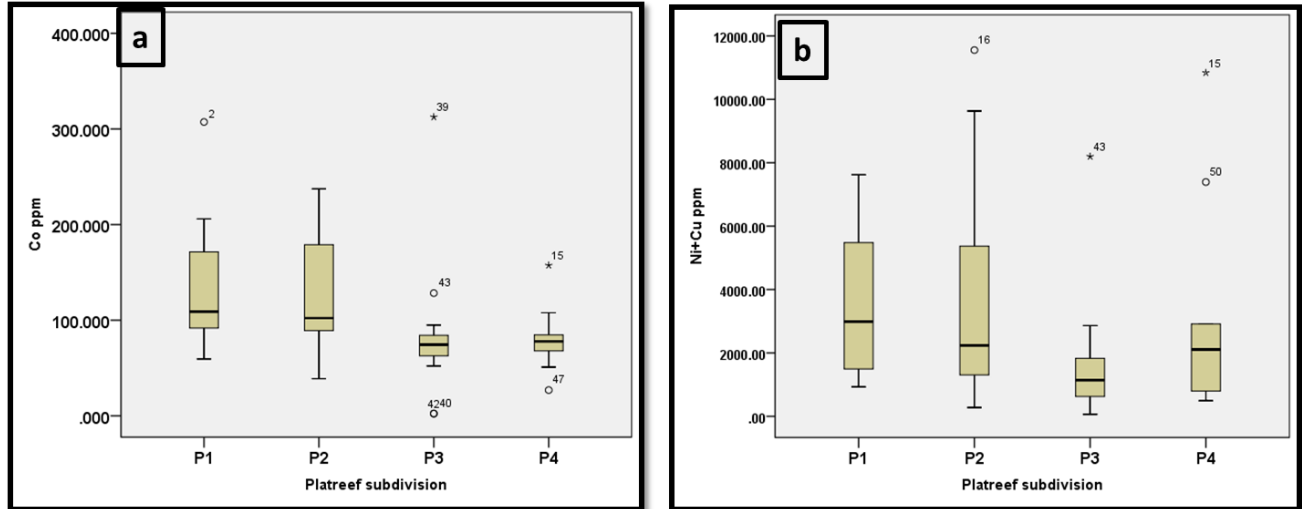 a
400.000
300.000
200.000
100.000
.000
Co ppm
2
39
43
4240
15
47
P1 P2 P3 P4
Platreef subdivision
b
12000.00
10000.00
8000.00
6000.00
4000.00
2000.00
.00
Ni+Cu ppm
16
43
15
50
P1 P2 P3 P4
Platreef subdivision